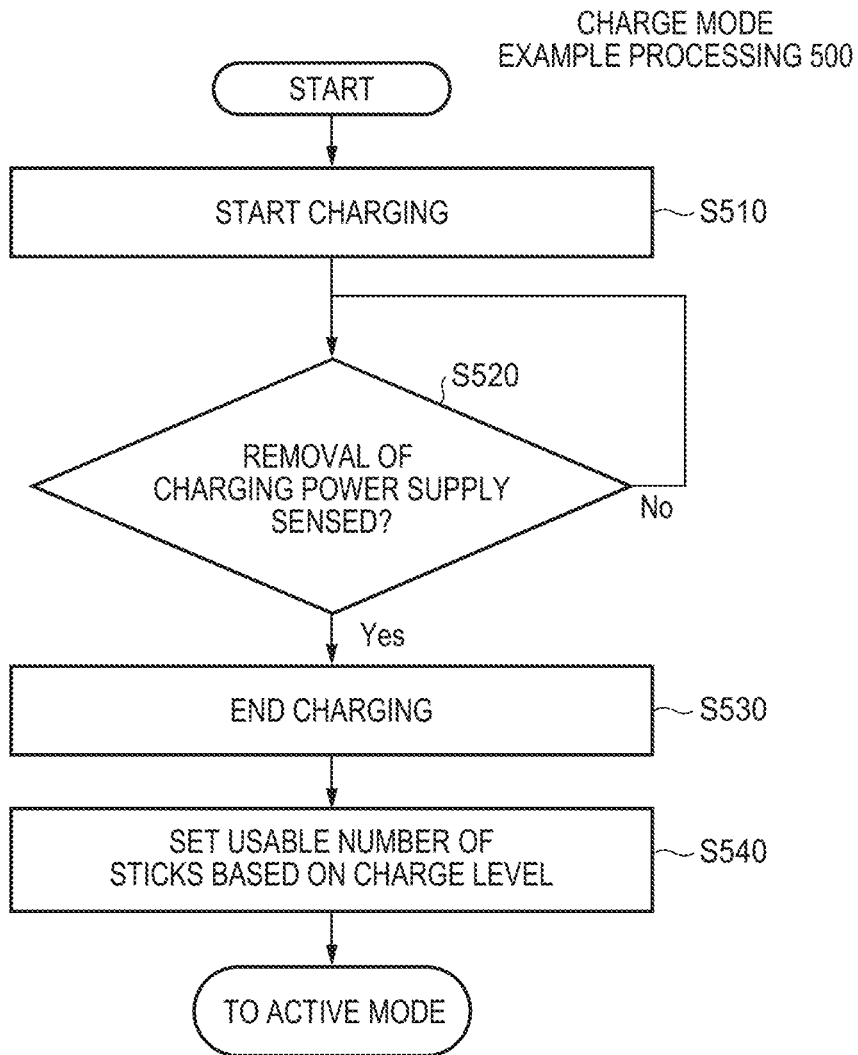 CHARGE MODE
EXAMPLE PROCESSING 500
START
START CHARGING
S510
S520
REMOVAL OF
CHARGING POWER SUPPLY
SENSED?
No
Yes
END CHARGING
S530
SET USABLE NUMBER OF
STICKS BASED ON CHARGE LEVEL
S540
TO ACTIVE MODE